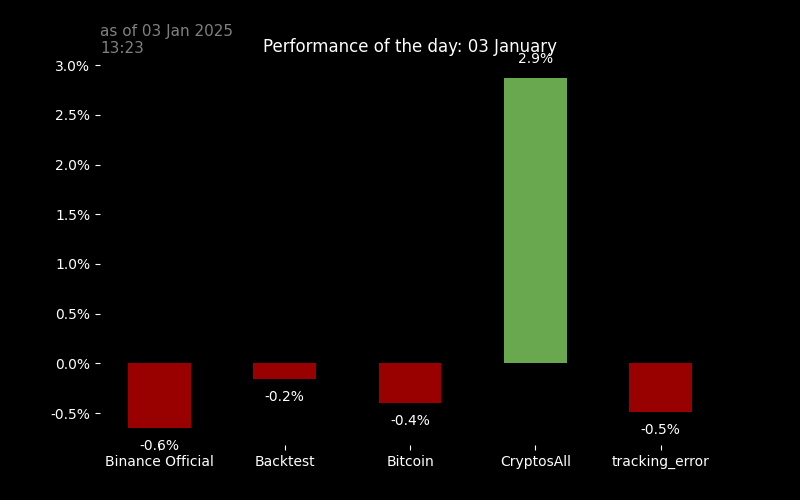 as of 03 Jan 2025
13:23
Performance of the day: 03 January
3.0%
2.9%
2.5%
2.0%
1.5%
1.0%
0.5%
0.0%
-0.5%
-0.6%
-0.2%
-0.4%
-0.5%
Binance Official
Backtest
Bitcoin
CryptosAll
tracking_error